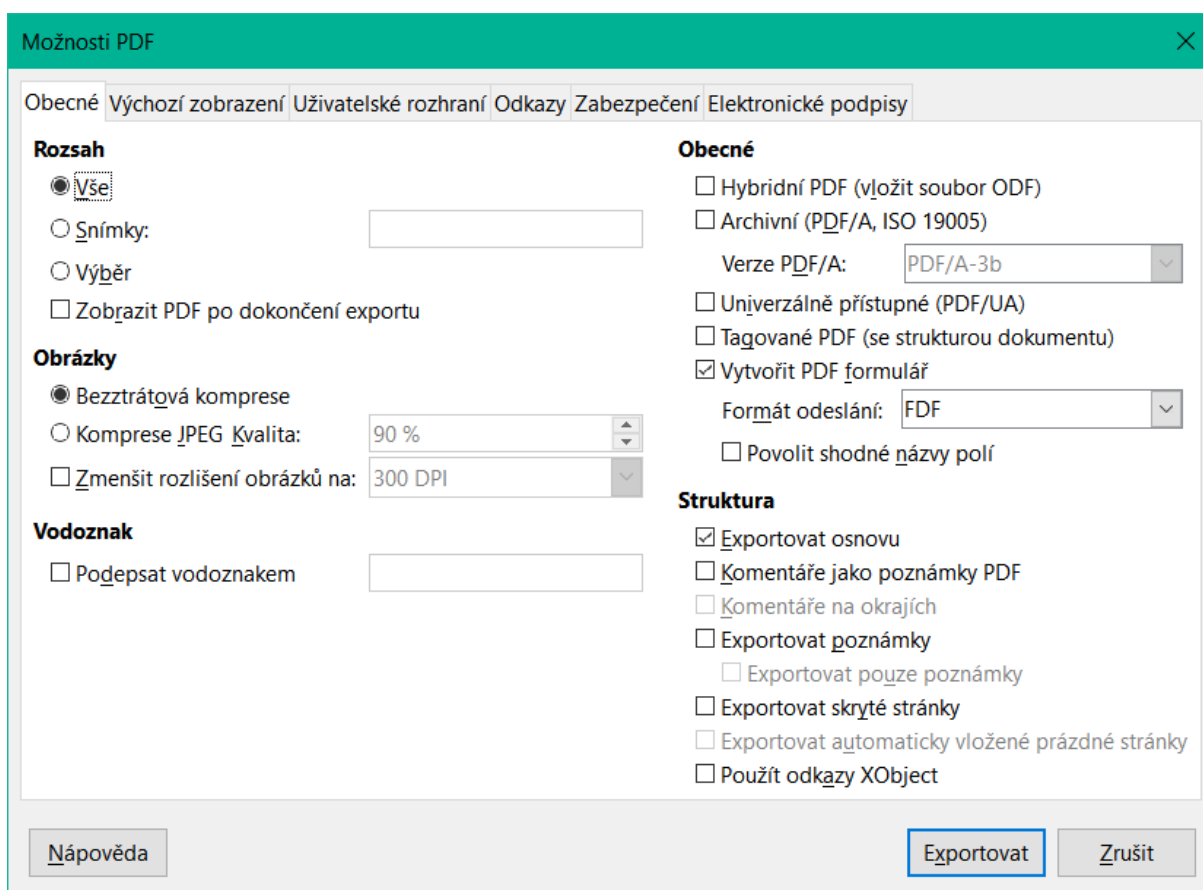 Možnosti PDF
Obecné Výchozí zobrazení Uživatelské rozhraní Odkazy Zabezpečení Elektronické podpisy
Rozsah
Vše
Snímky:
Výběr
Zobrazit PDF po dokončení exportu
Obrázky
Bezztrátová komprese
Komprese JPEG Kvalita: 90 %
Zmenšit rozlišení obrázků na: 300 DPI
Vodoznak
Podepsat vodoznakem
Obecné
Hybridní PDF (vložit soubor ODF)
Archivní (PDF/A, ISO 19005)
Verze PDF/A: PDF/A-3b
Univerzálně přístupné (PDF/UA)
Tagované PDF (se strukturou dokumentu)
Vytvořit PDF formulář
Formát odeslání: FDF
Povolit shodné názvy polí
Struktura
Exportovat osnovu
Komentáře jako poznámky PDF
Komentáře na okrajích
Exportovat poznámky
Exportovat pouze poznámky
Exportovat skryté stránky
Exportovat automaticky vložené prázdné stránky
Použít odkazy XObject
Nápověda Exportovat Zrušit